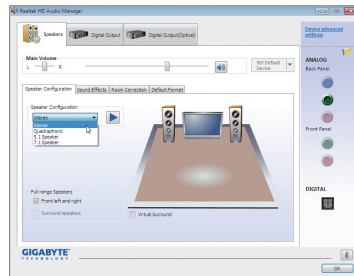 Realtek HD Audio Manager
Speakers
Digital Output
Digital Output(Optical)
Device advanced
settings
Main Volume
L
R
Set Default
Device
ANALOG
Back Panel
Speaker Configuration
Sound Effects
Room Correction
Default Format
Speaker Configuration
Stereo
Stereo
Quadraphonic
5.1 Speaker
7.1 Speaker
Front Panel
DIGITAL
Full-range Speakers
Front left and right
Surround speakers
Virtual Surround
GIGABYTE
TECHNOLOGY
OK